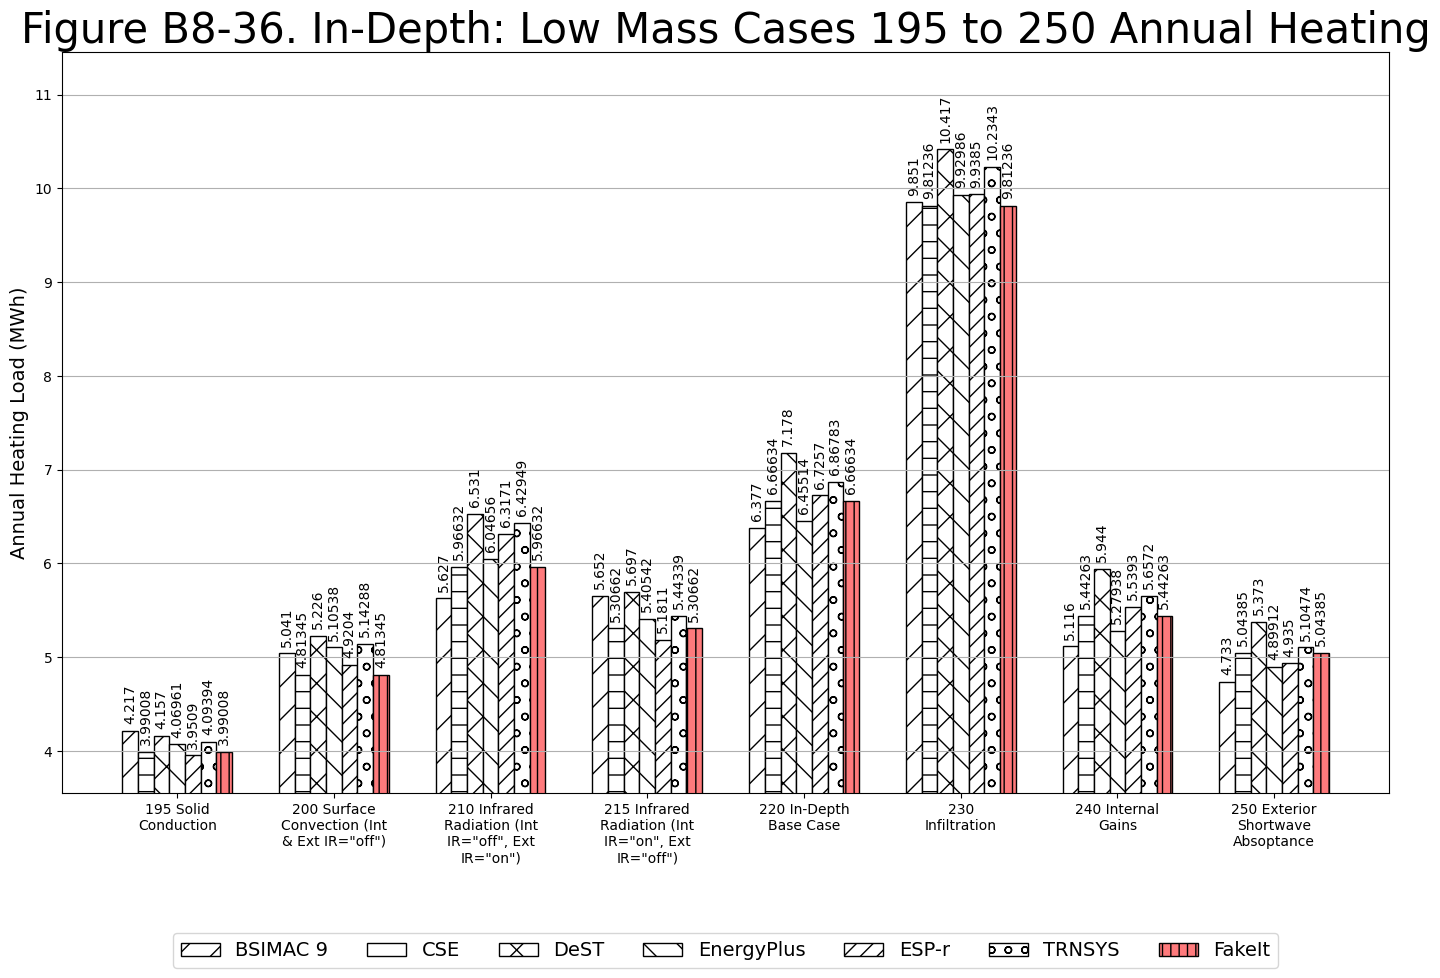 Figure B8-36. In-Depth: Low Mass Cases 195 to 250 Annual Heating
Annual Heating Load (MWh)
11
10
9
8
7
6
5
4
4.217
3.99008
4.157
4.06961
3.9509
4.09394
3.99008
5.041
4.81345
5.226
5.10538
4.9204
5.14288
4.81345
5.627
5.96632
6.531
6.04656
6.3171
6.42949
5.96632
5.652
5.30662
5.697
5.40542
5.1811
5.44339
5.30662
6.377
6.66634
7.178
6.45514
6.7257
6.86783
6.66634
9.851
9.81236
10.417
9.92986
9.9385
10.2343
9.81236
5.116
5.44263
5.944
5.27938
5.5393
5.6572
5.44263
4.733
5.04385
5.373
4.89912
4.935
5.10474
5.04385
195 Solid
Conduction
200 Surface
Convection (Int
& Ext IR="off")
210 Infrared
Radiation (Int
IR="off", Ext
IR="on")
215 Infrared
Radiation (Int
IR="on", Ext
IR="off")
220 In-Depth
Base Case
230
Infiltration
240 Internal
Gains
250 Exterior
Shortwave
Absoptance
BSIMAC 9 CSE DeST EnergyPlus ESP-r TRNSYS FakeIt